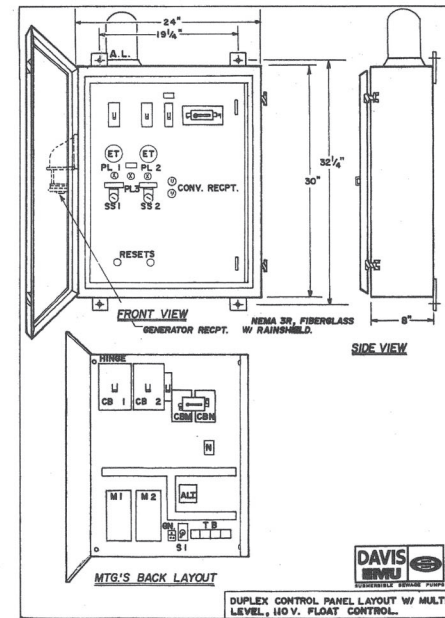 24"
19 1/4"
A.L.
ET ET
PL 1 PL 2
PL3
CONV. RECPT.
SS 1 SS 2
RESETS
30"
32 1/4"
8"
FRONT VIEW
GENERATOR RECPT.
NEMA 3R, FIBERGLASS
W/ RAINSHIELD.
SIDE VIEW
HINGE
CB 1 CB 2
CBM CBN
N
M1 M2
ALT
GN
T B
S1
MTG.'S BACK LAYOUT
DAVIS
EMU
SUBMERSIBLE SEWAGE PUMPS
DUPLEX CONTROL PANEL LAYOUT W/ MULT
LEVEL, 110 V. FLOAT CONTROL.